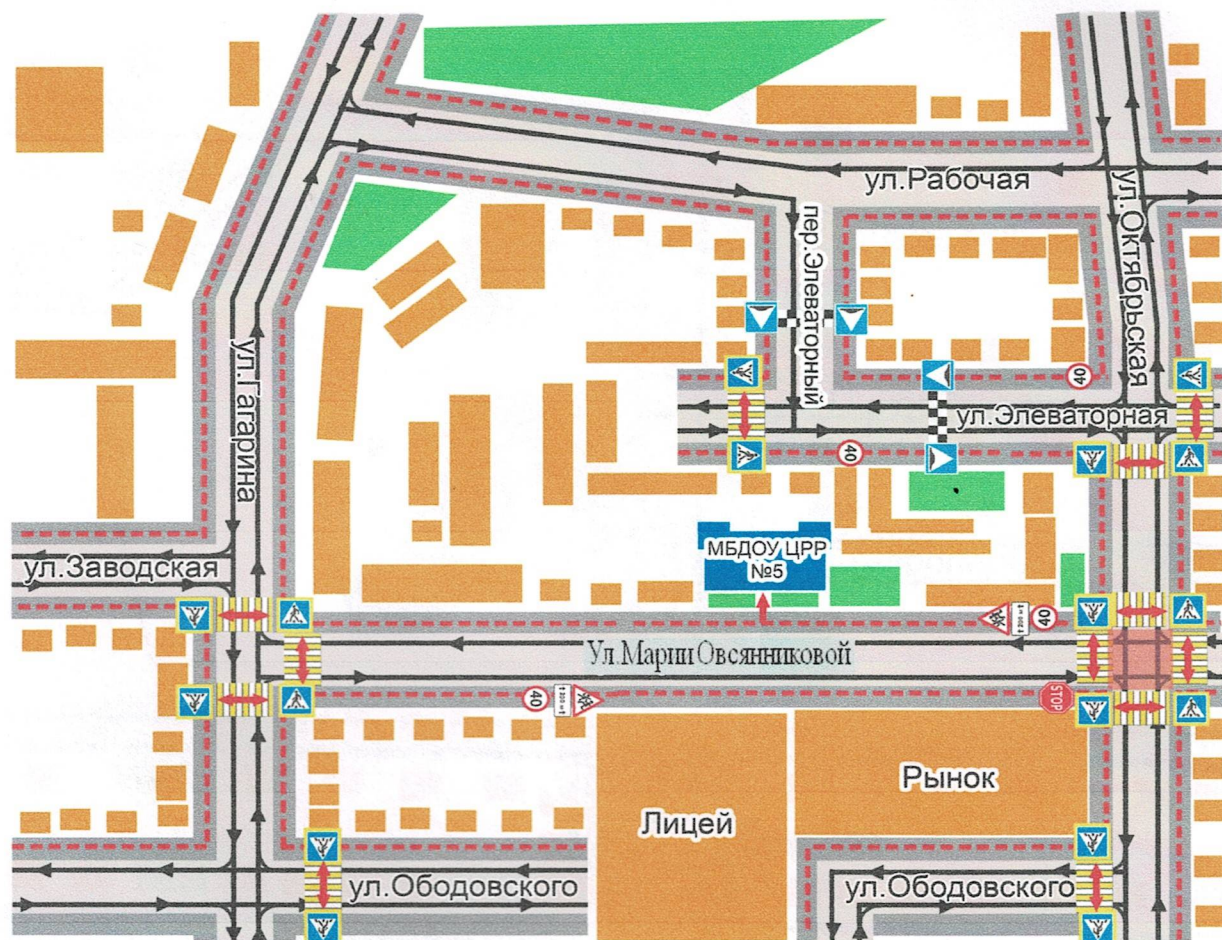 ул.Рабочая
ул.Октябрьская
пер.Элеваторный
ул.Гагарина
40
ул.Элеваторная
40
МБДОУ ЦРР
№5
ул.Заводская
40
Ул.Марии Овсянниковой
40
STOP
Рынок
Лицей
ул.Ободовского
ул.Ободовского